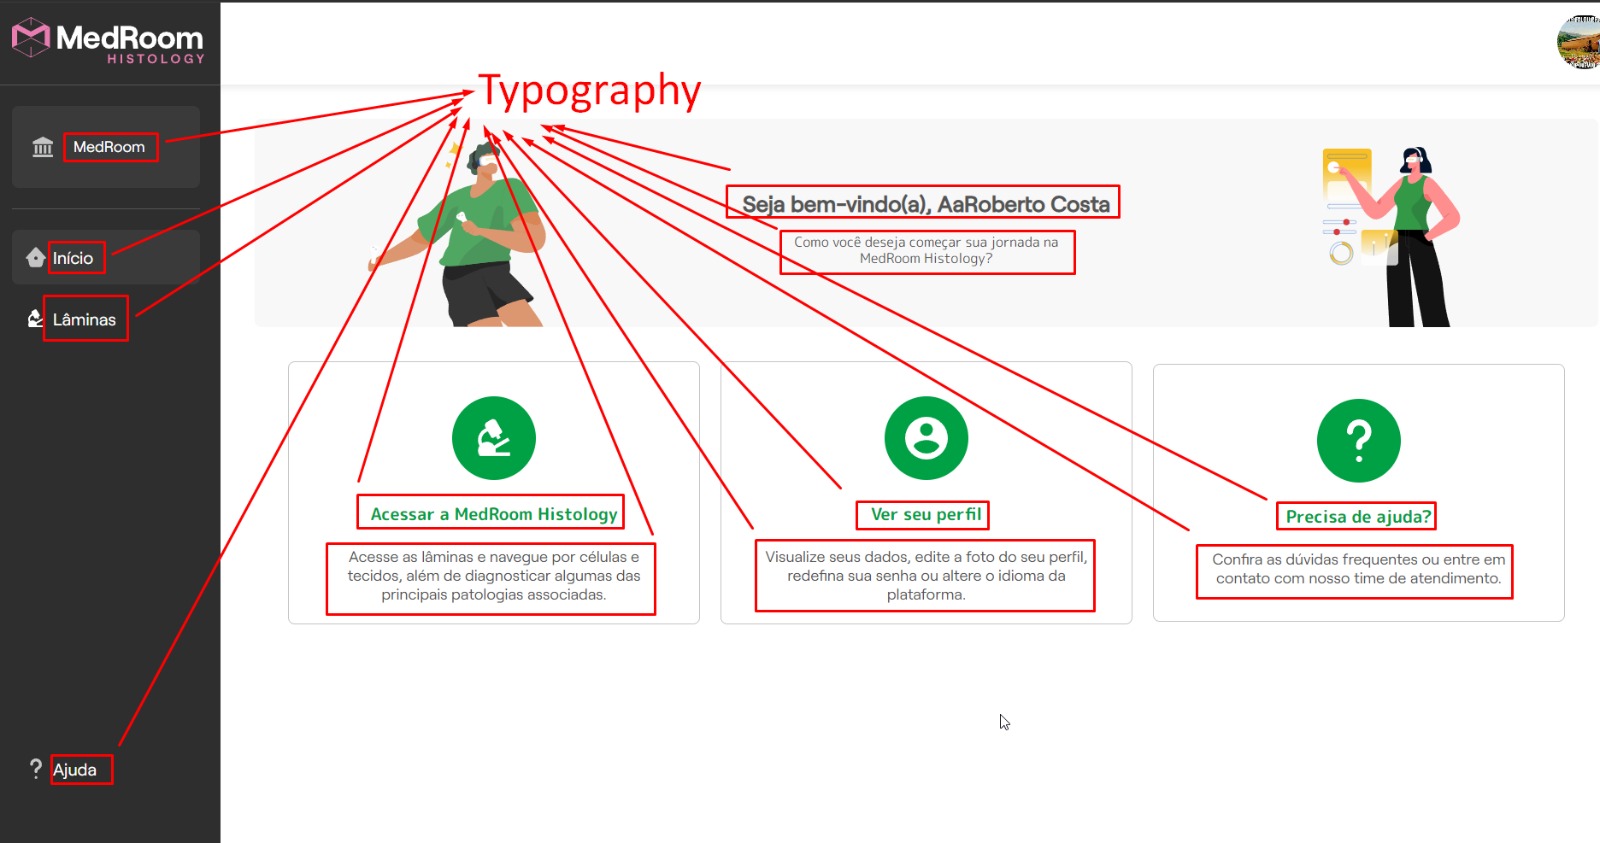 MedRoom
HISTOLOGY
Typography
MedRoom
Início
Lâminas
Ajuda
Seja bem-vindo(a), AaRoberto Costa
Como você deseja começar sua jornada na
MedRoom Histology?
Acessar a MedRoom Histology
Acesse as lâminas e navegue por células e
tecidos, além de diagnosticar algumas das
principais patologias associadas.
Ver seu perfil
Visualize seus dados, edite a foto do seu perfil,
redefina sua senha ou altere o idioma da
plataforma.
Precisa de ajuda?
Confira as dúvidas frequentes ou entre em
contato com nosso time de atendimento.